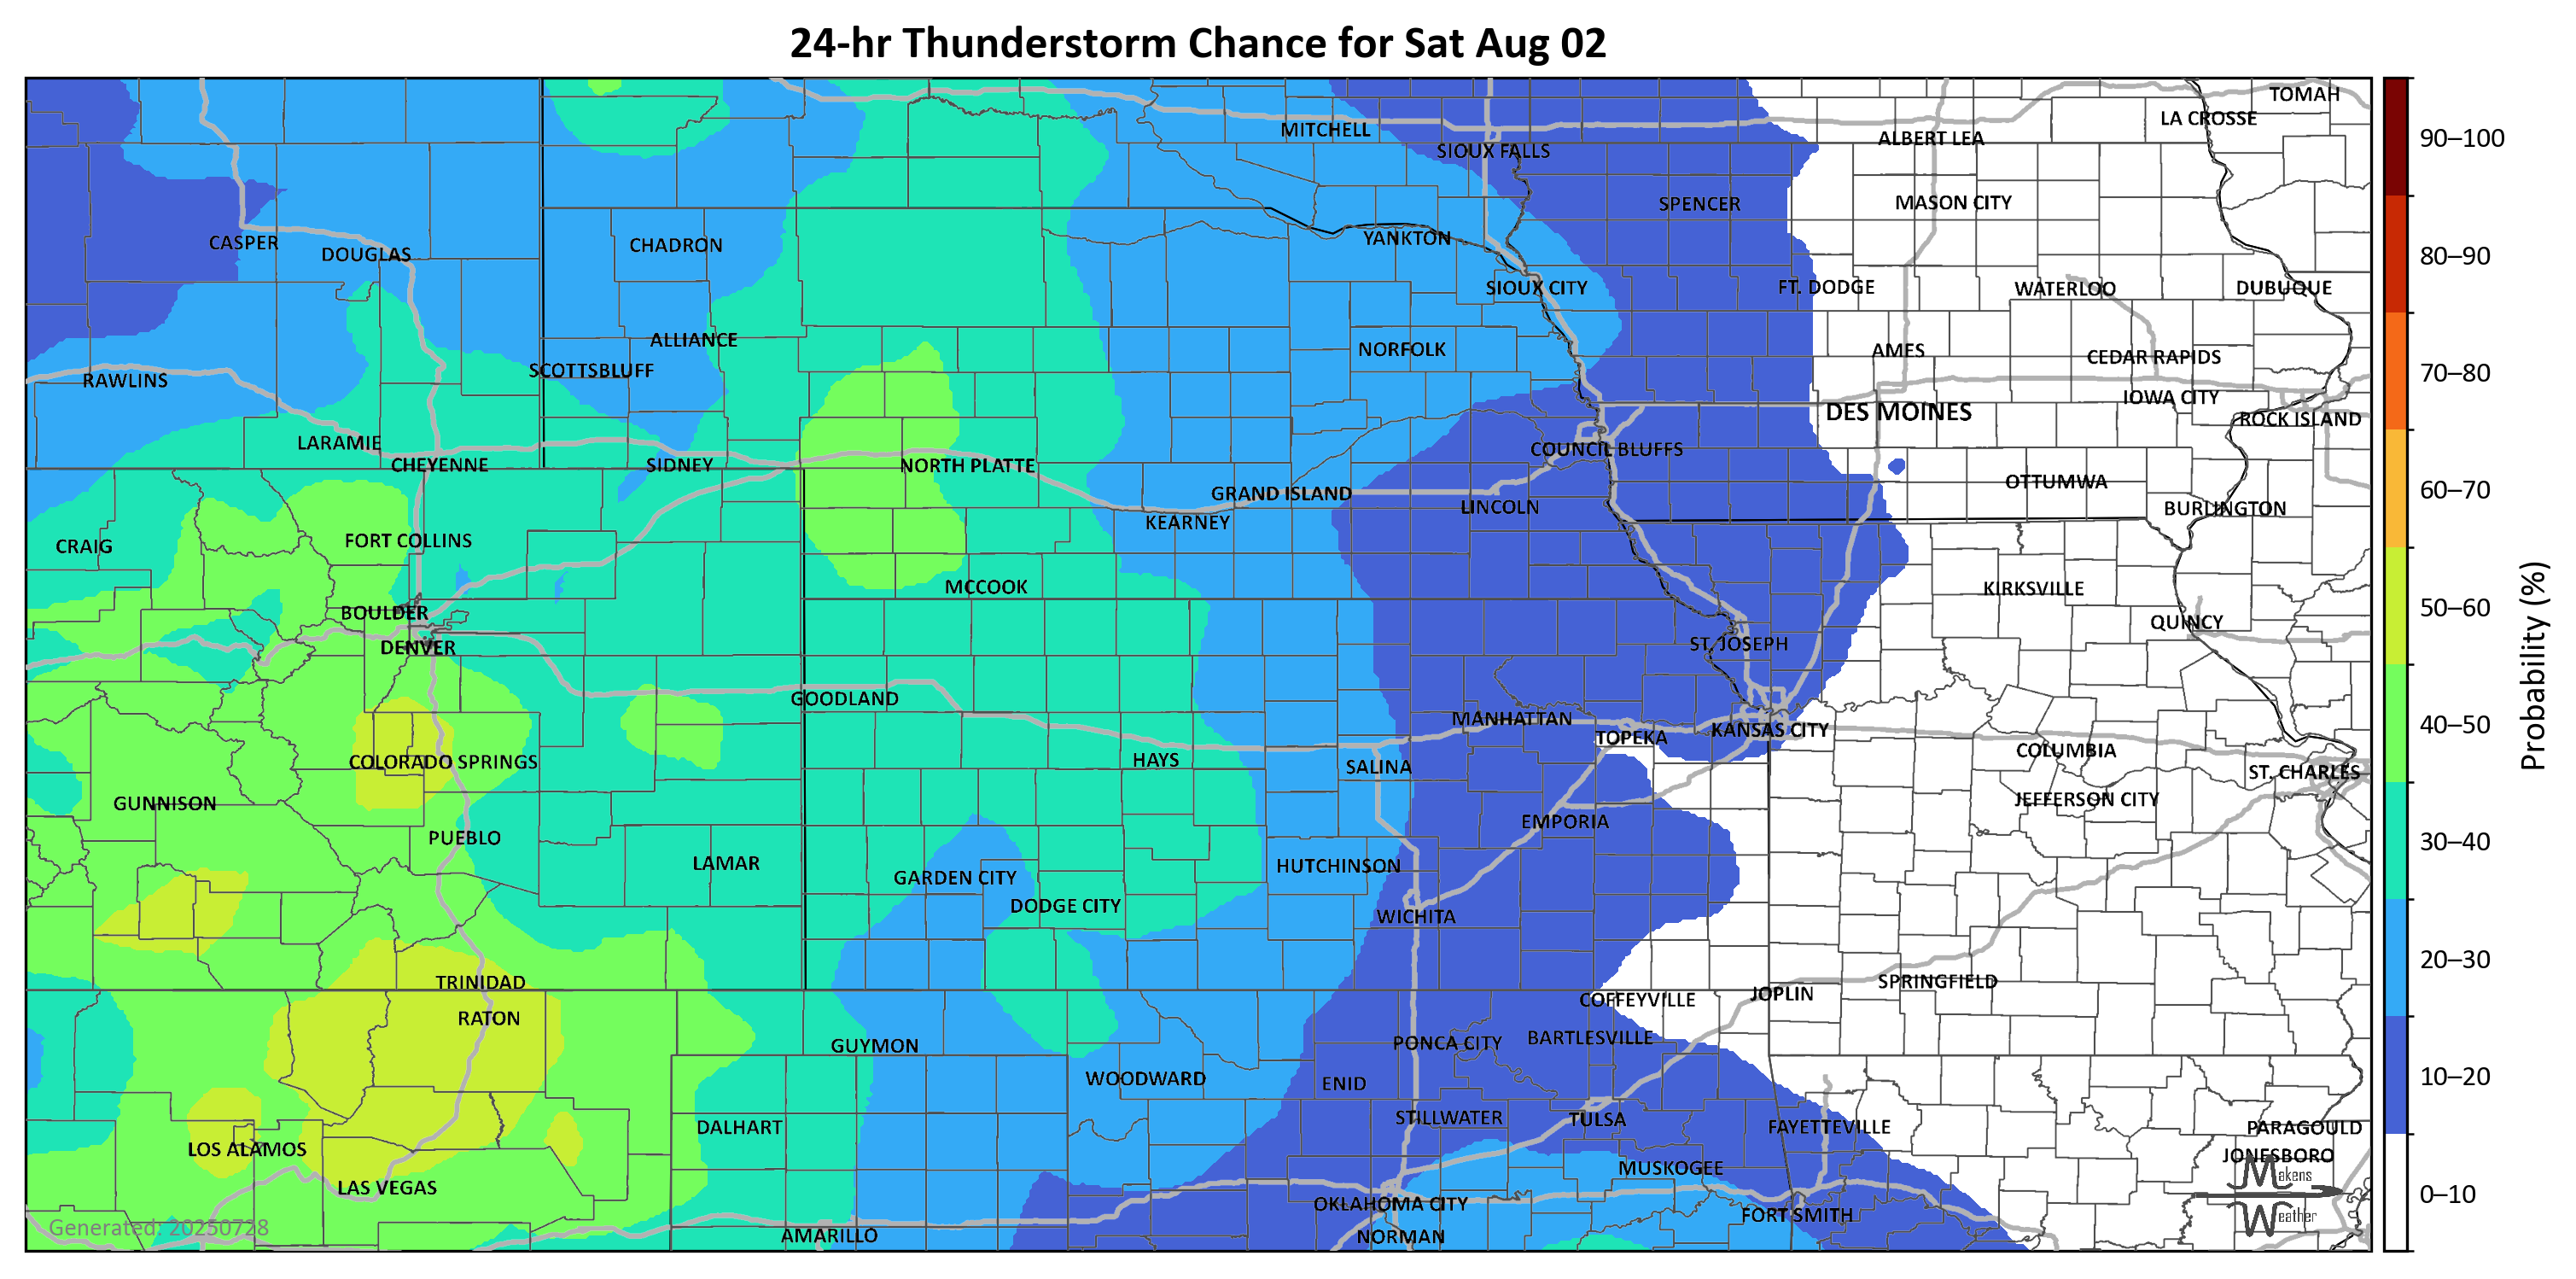 24-hr Thunderstorm Chance for Sat Aug 02
TOMAH
LA CROSSE
MITCHELL
ALBERT LEA
SIOUX FALLS
90–100
SPENCER
MASON CITY
CASPER
DOUGLAS
CHADRON
YANKTON
80–90
SIOUX CITY
FT. DODGE
WATERLOO
DUBUQUE
ALLIANCE
NORFOLK
AMES
CEDAR RAPIDS
RAWLINS
SCOTTSBLUFF
70–80
IOWA CITY
DES MOINES
ROCK ISLAND
LARAMIE
COUNCIL BLUFFS
CHEYENNE
SIDNEY
NORTH PLATTE
OTTUMWA
GRAND ISLAND
60–70
LINCOLN
BURLINGTON
KEARNEY
CRAIG
FORT COLLINS
MCCOOK
KIRKSVILLE
BOULDER
50–60
QUINCY
DENVER
ST. JOSEPH
Probability (%)
GOODLAND
MANHATTAN
TOPEKA
KANSAS CITY
40–50
COLORADO SPRINGS
HAYS
SALINA
COLUMBIA
ST. CHARLES
GUNNISON
JEFFERSON CITY
PUEBLO
EMPORIA
30–40
LAMAR
GARDEN CITY
HUTCHINSON
DODGE CITY
WICHITA
20–30
TRINIDAD
SPRINGFIELD
COFFEYVILLE
JOPLIN
RATON
GUYMON
PONCA CITY
BARTLESVILLE
WOODWARD
ENID
10–20
DALHART
STILLWATER
TULSA
FAYETTEVILLE
PARAGOULD
LOS ALAMOS
JONESBORO
MUSKOGEE
Makens
LAS VEGAS
OKLAHOMA CITY
0–10
FORT SMITH
Weather
Generated: 20250728
AMARILLO
NORMAN